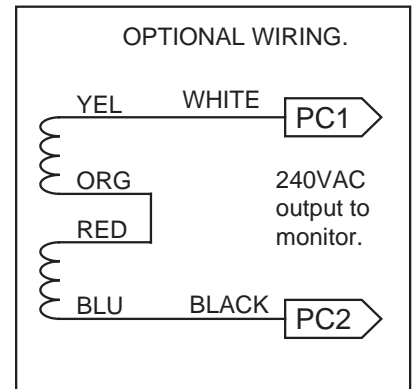 OPTIONAL WIRING.
YEL WHITE PC1
ORG
240VAC
output to
monitor.
RED
BLU BLACK PC2